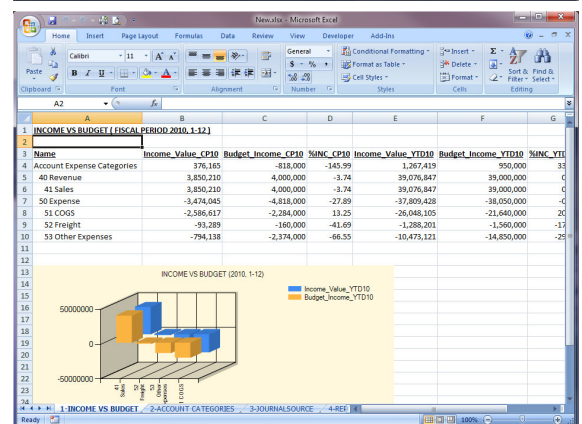 New.xlsx - Microsoft Excel
Home Insert Page Layout Formulas Data Review View Developer Add-Ins
Paste
Calibri 11 A A
B I U A
General
$ % ,
Conditional Formatting
Format as Table
Cell Styles
Insert
Delete
Format
Σ
Sort & Filter
Find & Select
Clipboard Font Alignment Number Styles Cells Editing
A2 fx
A B C D E F G
1 INCOME VS BUDGET ( FISCAL PERIOD 2010, 1-12 )
2
3 Name Income_Value_CP10 Budget_Income_CP10 %INC_CP10 Income_Value_YTD10 Budget_Income_YTD10 %INC_YTD
4 Account Expense Categories 376,165 -818,000 -145.99 1,267,419 950,000 33
5 40 Revenue 3,850,210 4,000,000 -3.74 39,076,847 39,000,000
6 41 Sales 3,850,210 4,000,000 -3.74 39,076,847 39,000,000
7 50 Expense -3,474,045 -4,818,000 -27.89 -37,809,428 -38,050,000 -0
8 51 COGS -2,586,617 -2,284,000 13.25 -26,048,105 -21,640,000 20
9 52 Freight -93,289 -160,000 -41.69 -1,288,201 -1,560,000 -17
10 53 Other Expenses -794,138 -2,374,000 -66.55 -10,473,121 -14,850,000 -29
11
12
13
14
15
16
17
18
19
20
21
22
23
24
INCOME VS BUDGET (2010, 1-12)
Income_Value_YTD10
Budget_Income_YTD10
50000000
0
-50000000
41 Sales
52 Freight
53 Other
COGS
1-INCOME VS BUDGET 2-ACCOUNT CATEGORIES 3-JOURNALSOURCE 4-REF
Ready 100%